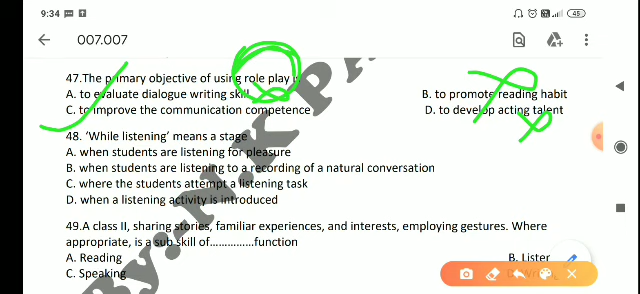 9:34
45
007.007
47.The primary objective of using role play is
A. to evaluate dialogue writing skill
B. to promote reading habit
C. to improve the communication competence
D. to develop acting talent
48. ‘While listening’ means a stage
A. when students are listening for pleasure
B. when students are listening to a recording of a natural conversation
C. where the students attempt a listening task
D. when a listening activity is introduced
49.A class II, sharing stories, familiar experiences, and interests, employing gestures. Where
appropriate, is a sub skill of...............function
A. Reading
B. Lister
C. Speaking
By:-N.K PA